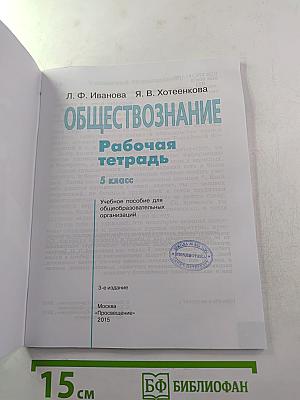 Л. Ф. Иванова   Я. В. Хотеенкова
ОБЩЕСТВОЗНАНИЕ
Рабочая
тетрадь
5 класс
Учебное пособие для
общеобразовательных
организаций
3-е издание
Москва
«Просвещение»
2015
15 см
БФ БИБЛИОФАН